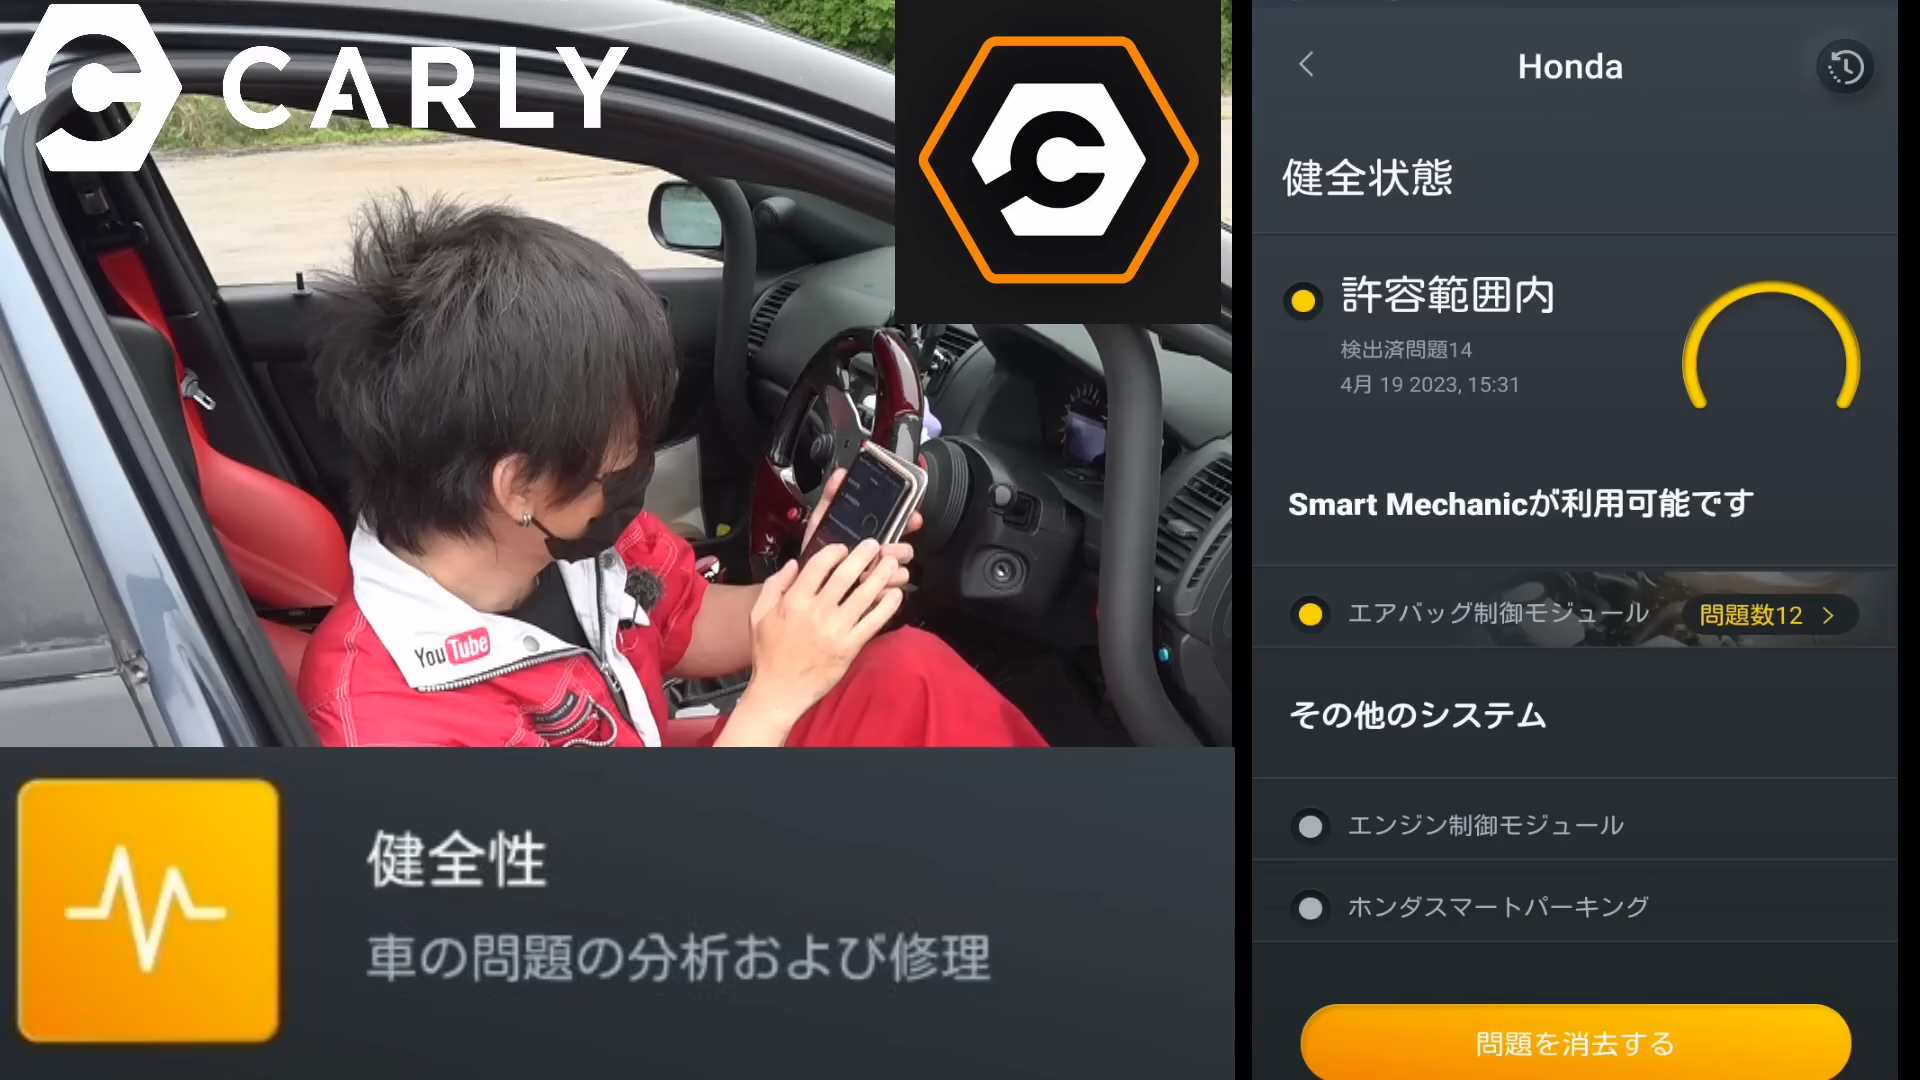 CARLY
YouTube
健全性
車の問題の分析および修理
Honda
健全状態
許容範囲内
検出済問題14
4月 19 2023, 15:31
Smart Mechanicが利用可能です
エアバッグ制御モジュール
問題数12
その他のシステム
エンジン制御モジュール
ホンダスマートパーキング
問題を消去する